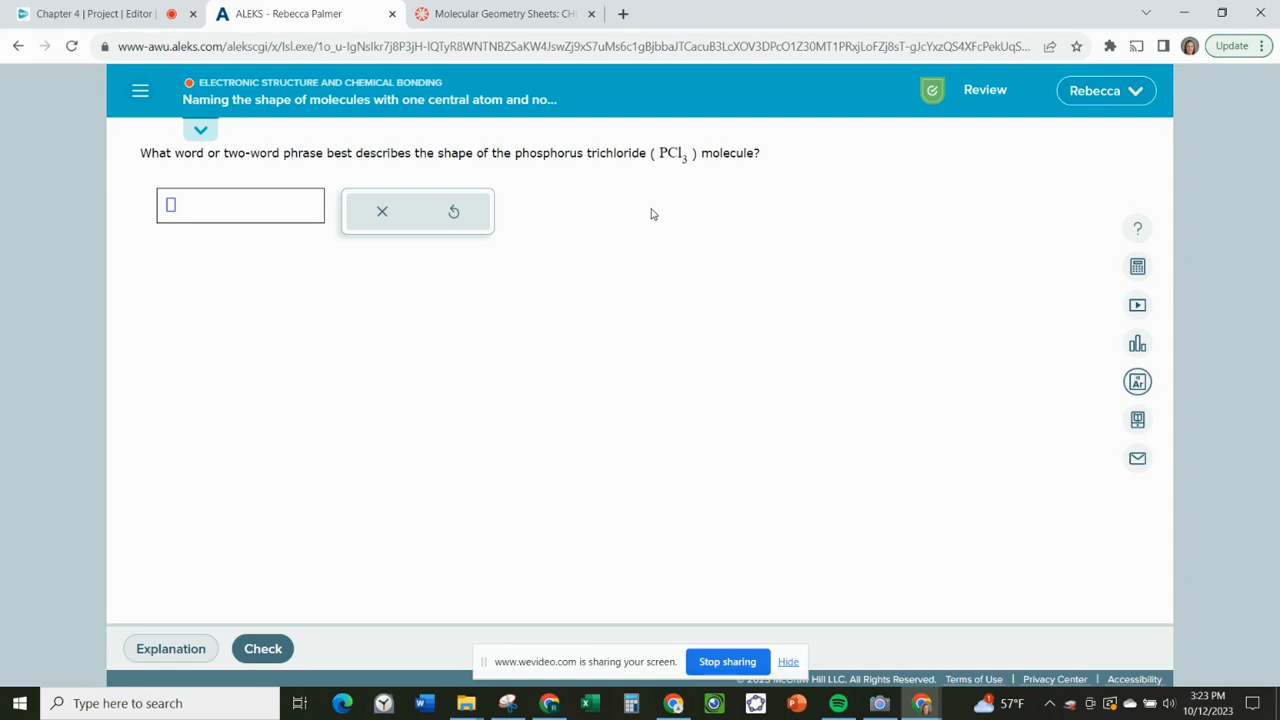 Chapter 4 | Project | Editor |
ALEKS - Rebecca Palmer
Molecular Geometry Sheets: CH
www-awu.aleks.com/alekscgi/x/Isl.exe/
Update
ELECTRONIC STRUCTURE AND CHEMICAL BONDING
Naming the shape of molecules with one central atom and no...
Review
Rebecca
What word or two-word phrase best describes the shape of the phosphorus trichloride ( PCl3 ) molecule?
?
Ar
Explanation
Check
www.wevideo.com is sharing your screen.
Stop sharing
Hide
McGraw Hill LLC. All Rights Reserved.
Terms of Use
Privacy Center
Accessibility
Type here to search
57°F
3:23 PM
10/12/2023